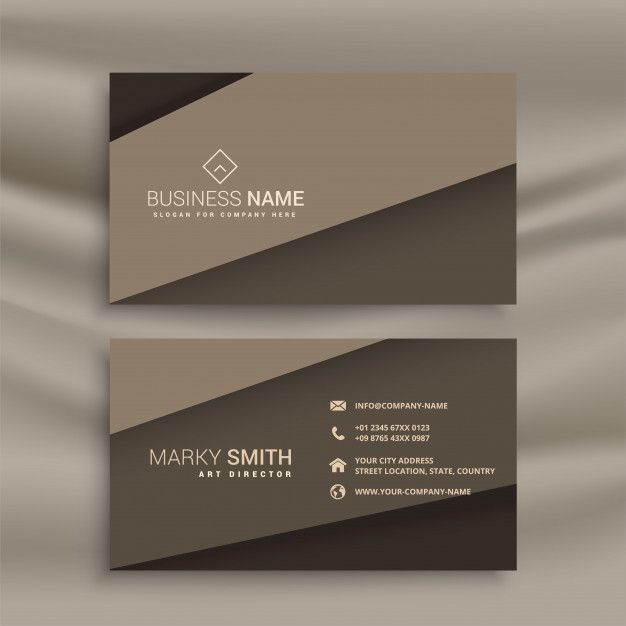 BUSINESS NAME
SLOGAN FOR COMPANY HERE
MARKY SMITH
ART DIRECTOR
INFO@COMPANY-NAME
+01 2345 67XX 0123
+09 8765 43XX 0987
YOUR CITY ADDRESS
STREET LOCATION, STATE, COUNTRY
WWW.YOUR-COMPANY-NAME